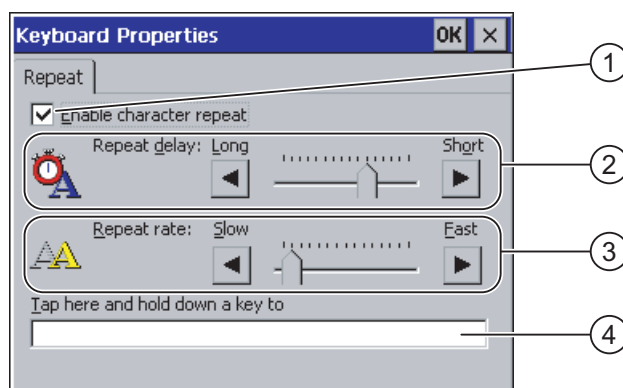 Keyboard Properties OK ×
Repeat
1
Enable character repeat
Repeat delay: Long Short
2
Repeat rate: Slow Fast
3
Tap here and hold down a key to
4